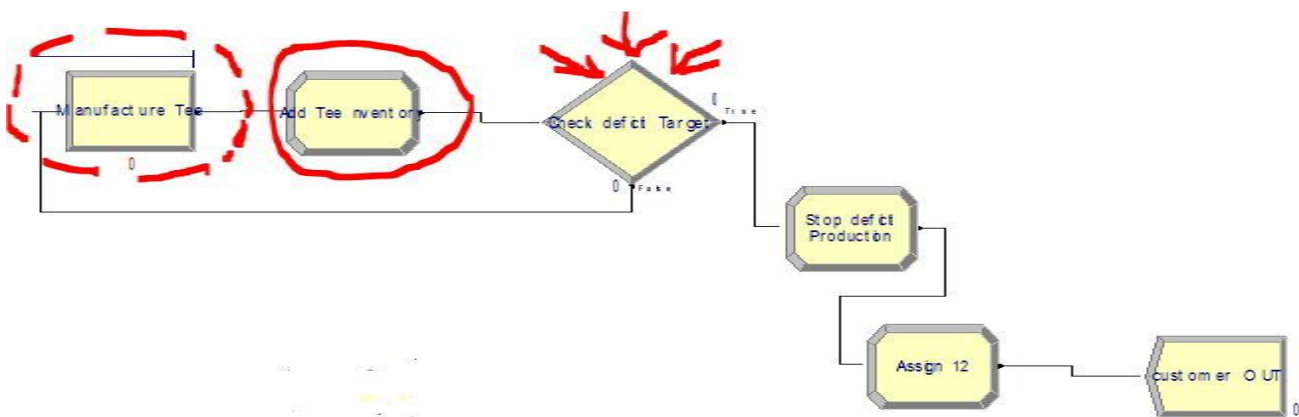 Manufacture Tee
0
Add Tee nventory
Check deficit Target
0
True
0
False
Stop deficit
Production
Assign 12
customer OUT
0